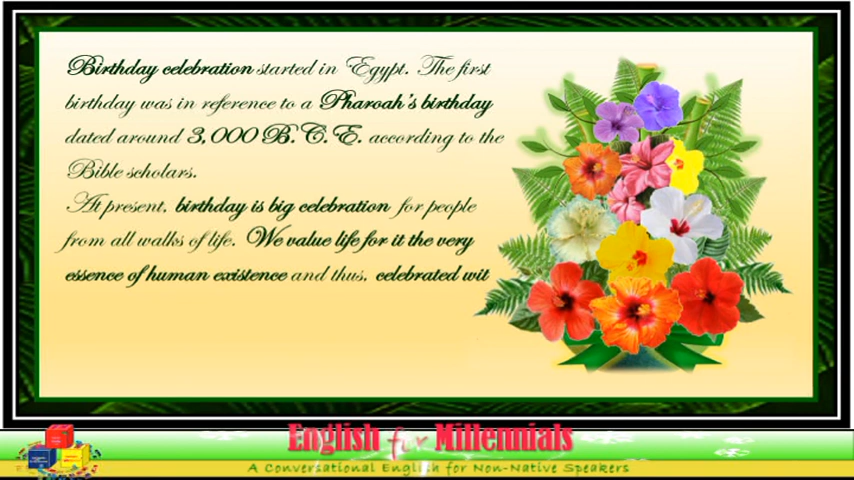 Birthday celebration started in Egypt. The first
birthday was in reference to a Pharoah's birthday
dated around 3,000 B.C.E. according to the
Bible scholars.
At present, birthday is big celebration for people
from all walks of life. We value life for it the very
essence of human existence and thus, celebrated wit
English for Millennials
A Conversational English for Non-Native Speakers